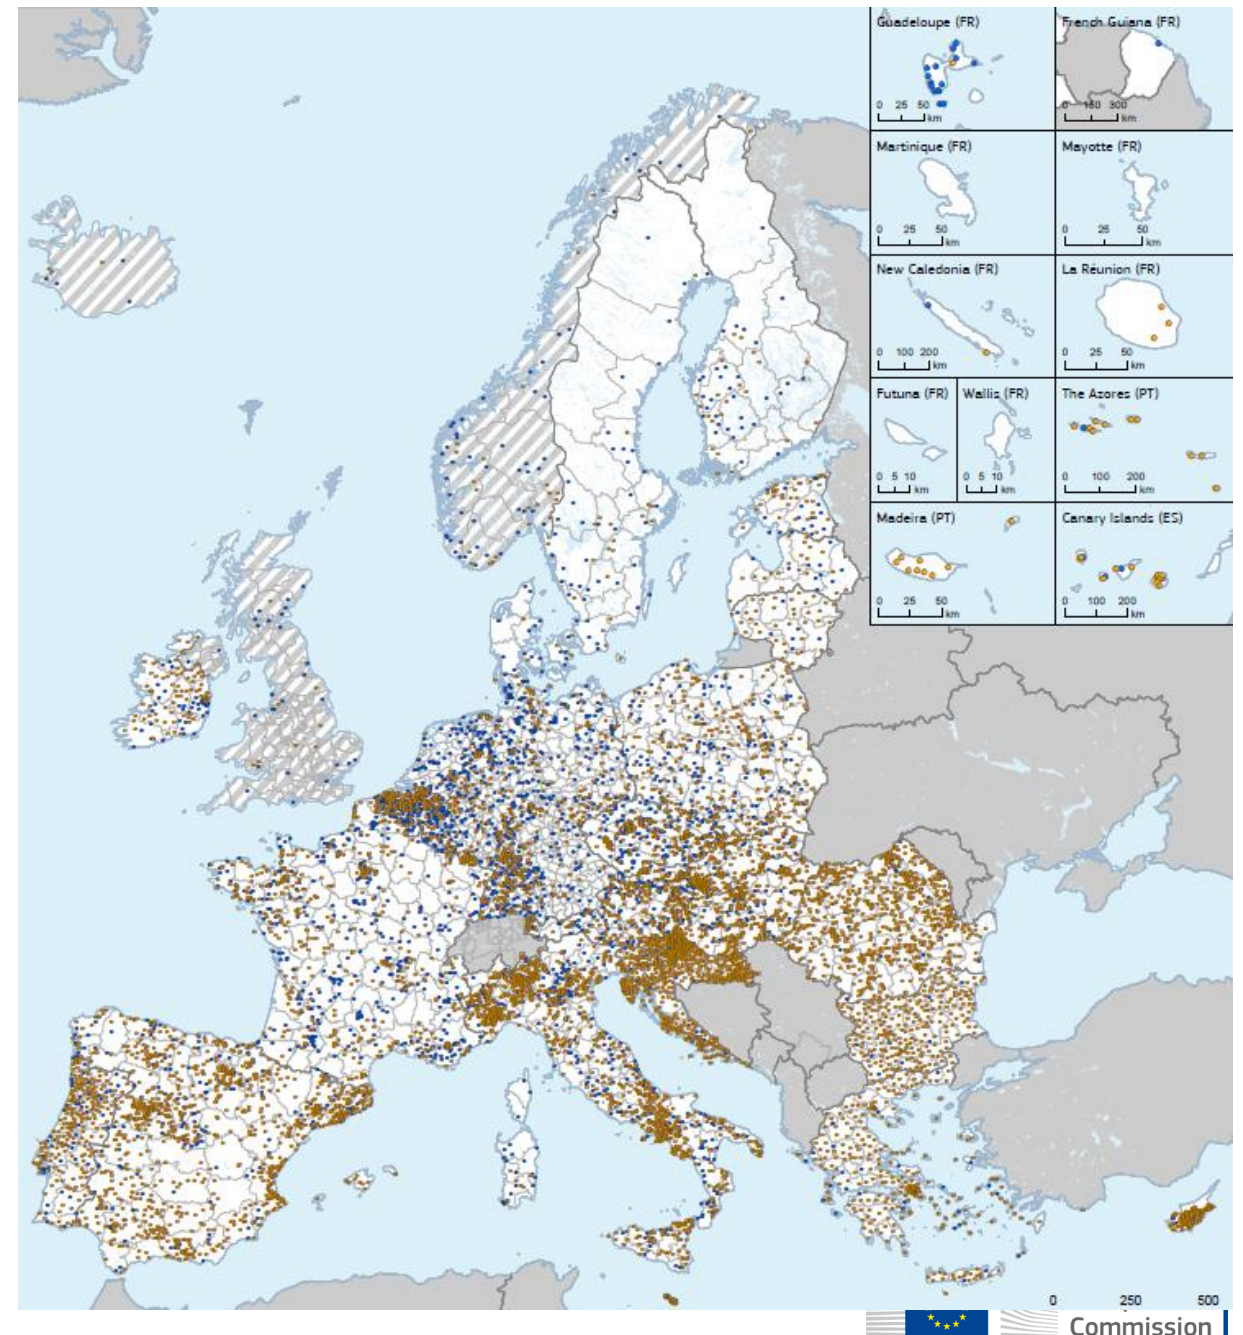 Guadeloupe (FR)
French Guiana (FR)
0 25 50
km
0 150 300
km
Martinique (FR)
Mayotte (FR)
0 25 50
km
0 25 50
km
New Caledonia (FR)
La Réunion (FR)
0 100 200
km
0 25 50
km
Futuna (FR)
Wallis (FR)
The Azores (PT)
0 5 10
km
0 5 10
km
0 100 200
km
Madeira (PT)
Canary Islands (ES)
0 25 50
km
0 100 200
km
0 250 500
Commission